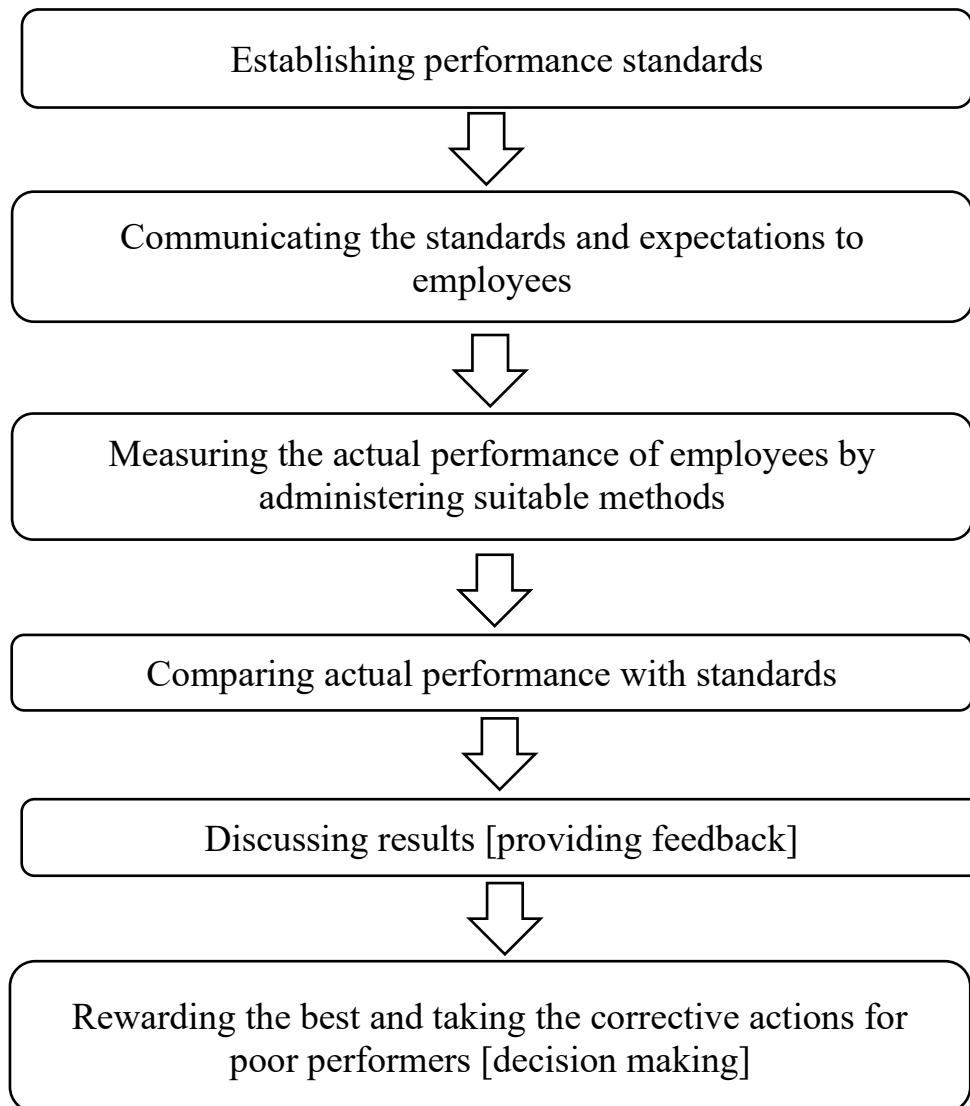 Establishing performance standards
Communicating the standards and expectations to
employees
Measuring the actual performance of employees by
administering suitable methods
Comparing actual performance with standards
Discussing results [providing feedback]
Rewarding the best and taking the corrective actions for
poor performers [decision making]